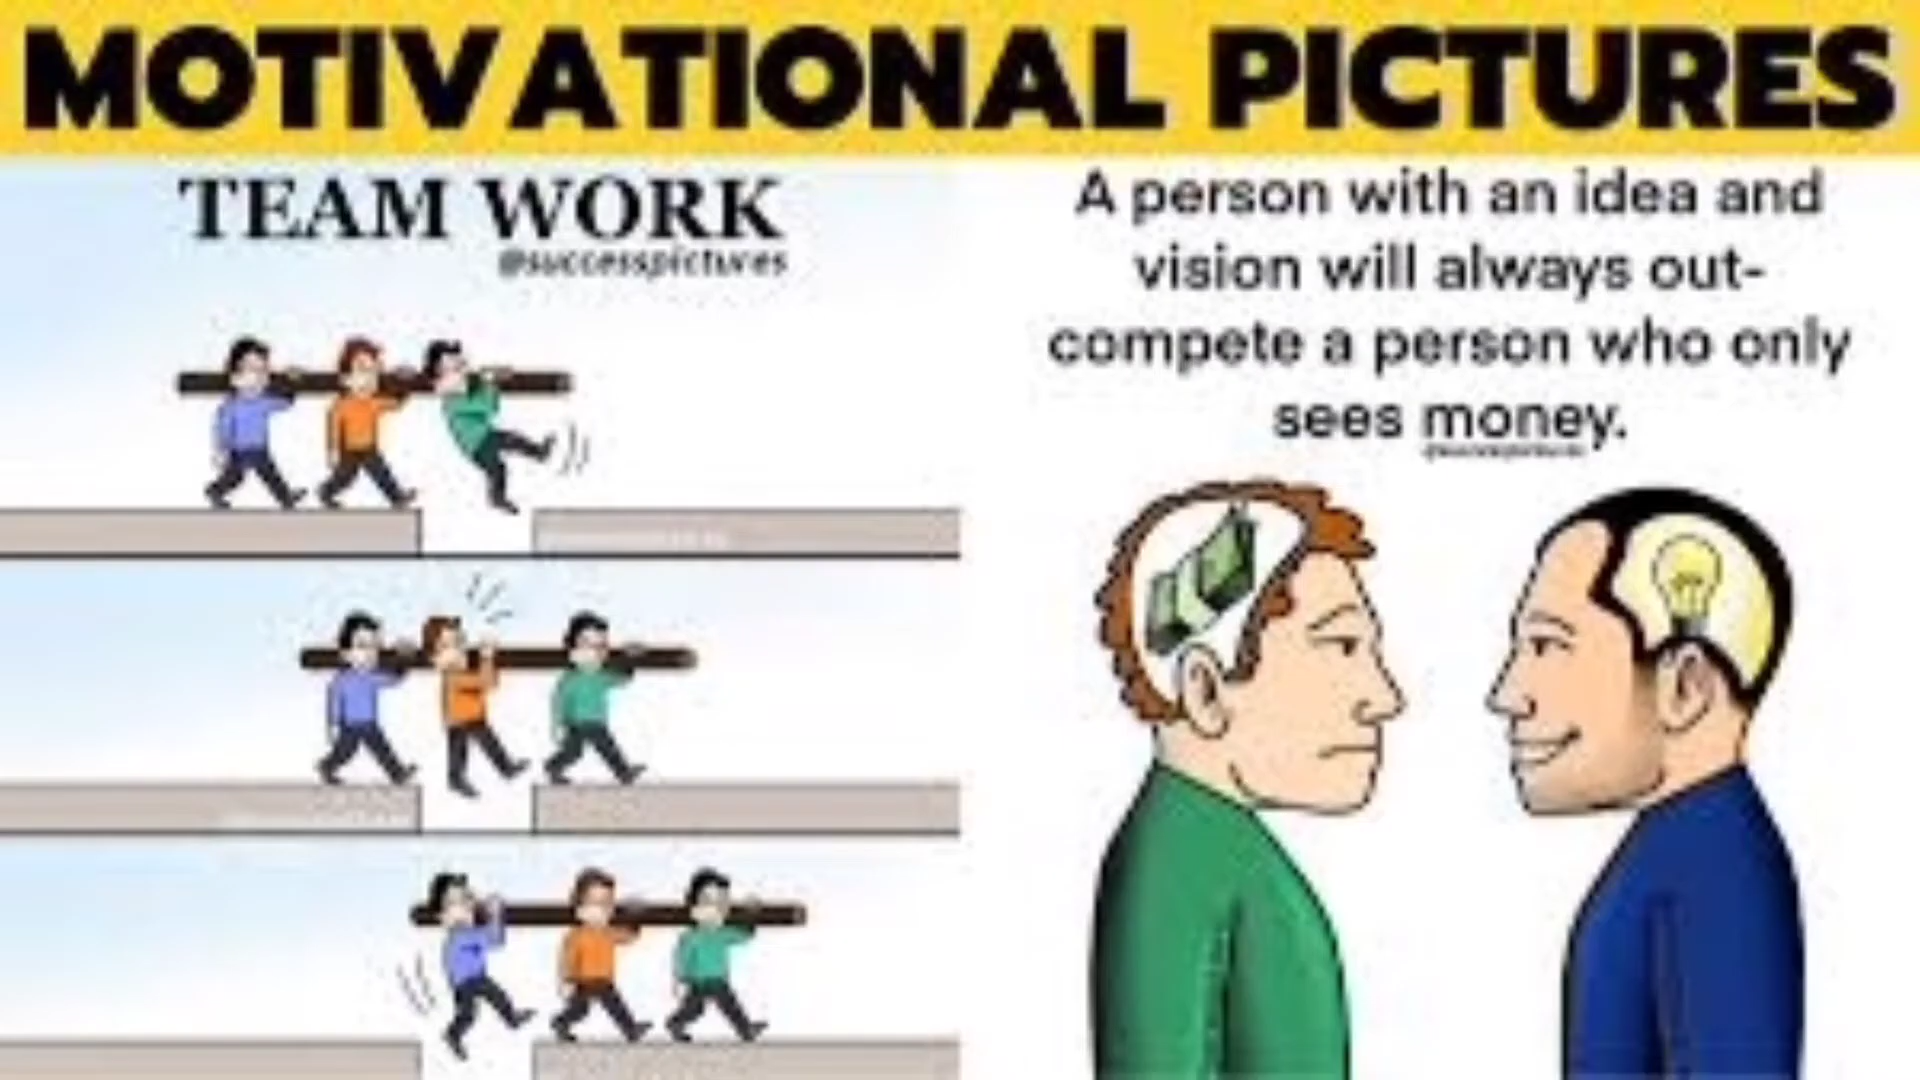 MOTIVATIONAL PICTURES
TEAM WORK
@successpictures
A person with an idea and
vision will always out-
compete a person who only
sees money.